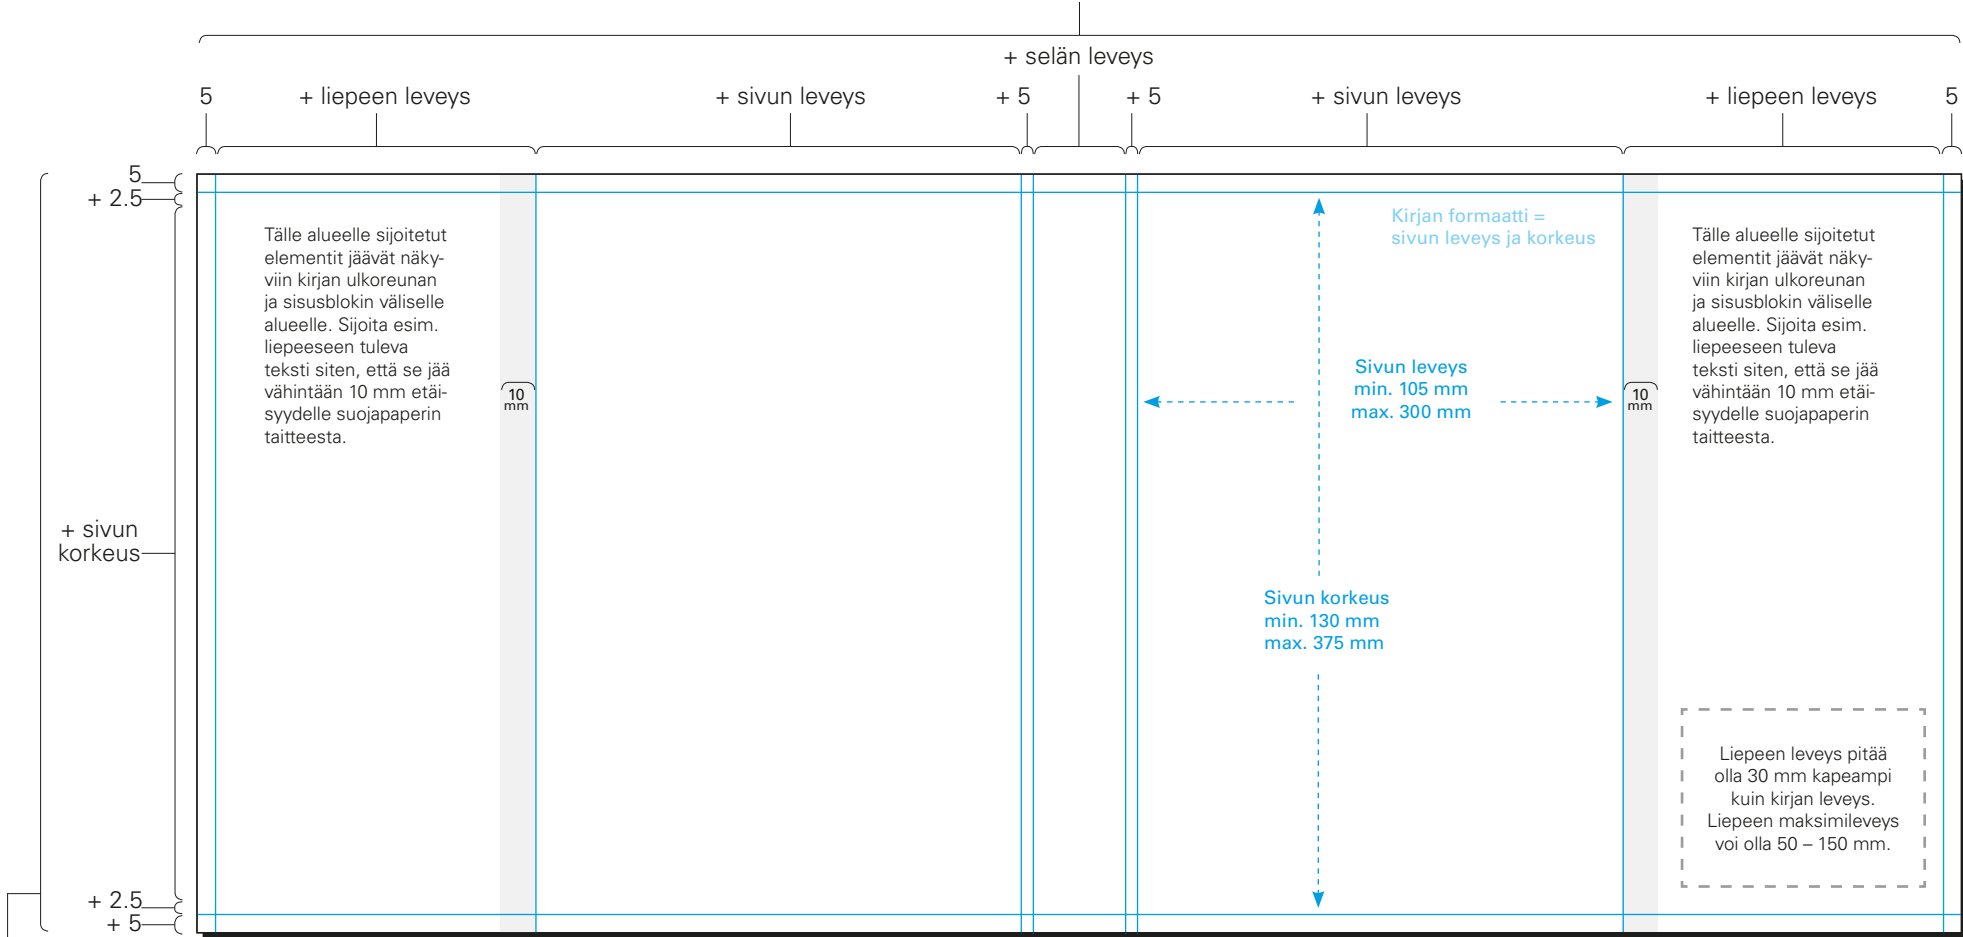 + selän leveys
5
+ liepeen leveys
+ sivun leveys
+ 5
+ 5
+ sivun leveys
+ liepeen leveys
5
5
+ 2.5
Tälle alueelle sijoitetut
elementit jäävät näky-
viin kirjan ulkoreunan
ja sisusblokin väliselle
alueelle. Sijoita esim.
liepeeseen tuleva
teksti siten, että se jää
vähintään 10 mm etäi-
syydelle suojapaperin
taitteesta.
10
mm
Kirjan formaatti =
sivun leveys ja korkeus
Sivun leveys
min. 105 mm
max. 300 mm
10
mm
Tälle alueelle sijoitetut
elementit jäävät näky-
viin kirjan ulkoreunan
ja sisusblokin väliselle
alueelle. Sijoita esim.
liepeeseen tuleva
teksti siten, että se jää
vähintään 10 mm etäi-
syydelle suojapaperin
taitteesta.
+ sivun
korkeus
Sivun korkeus
min. 130 mm
max. 375 mm
Liepeen leveys pitää
olla 30 mm kapeampi
kuin kirjan leveys.
Liepeen maksimileveys
voi olla 50 – 150 mm.
+ 2.5
+ 5